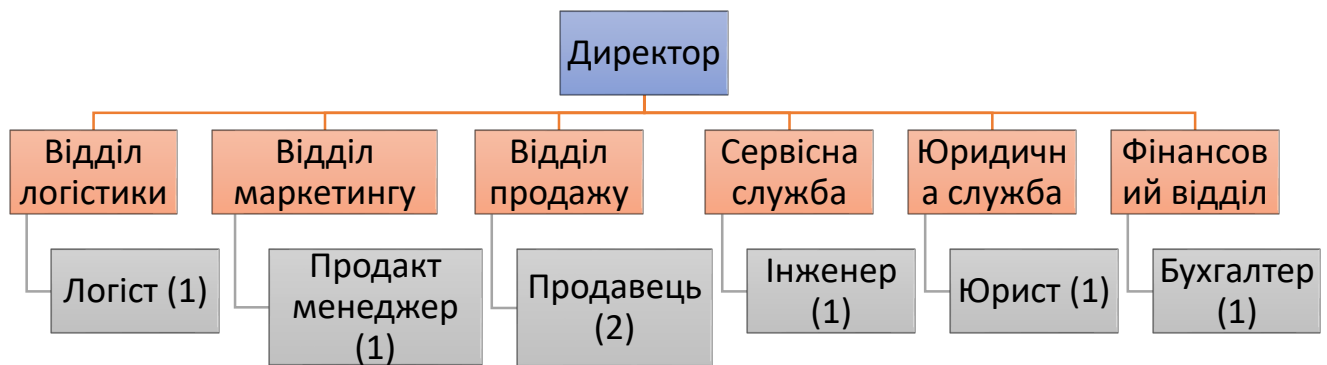 Директор
Відділ
логістики
Відділ
маркетингу
Відділ
продажу
Сервісна
служба
Юридичн
а служба
Фінансов
ий відділ
Логіст (1)
Продакт
менеджер
(1)
Продавець
(2)
Інженер
(1)
Юрист (1)
Бухгалтер
(1)